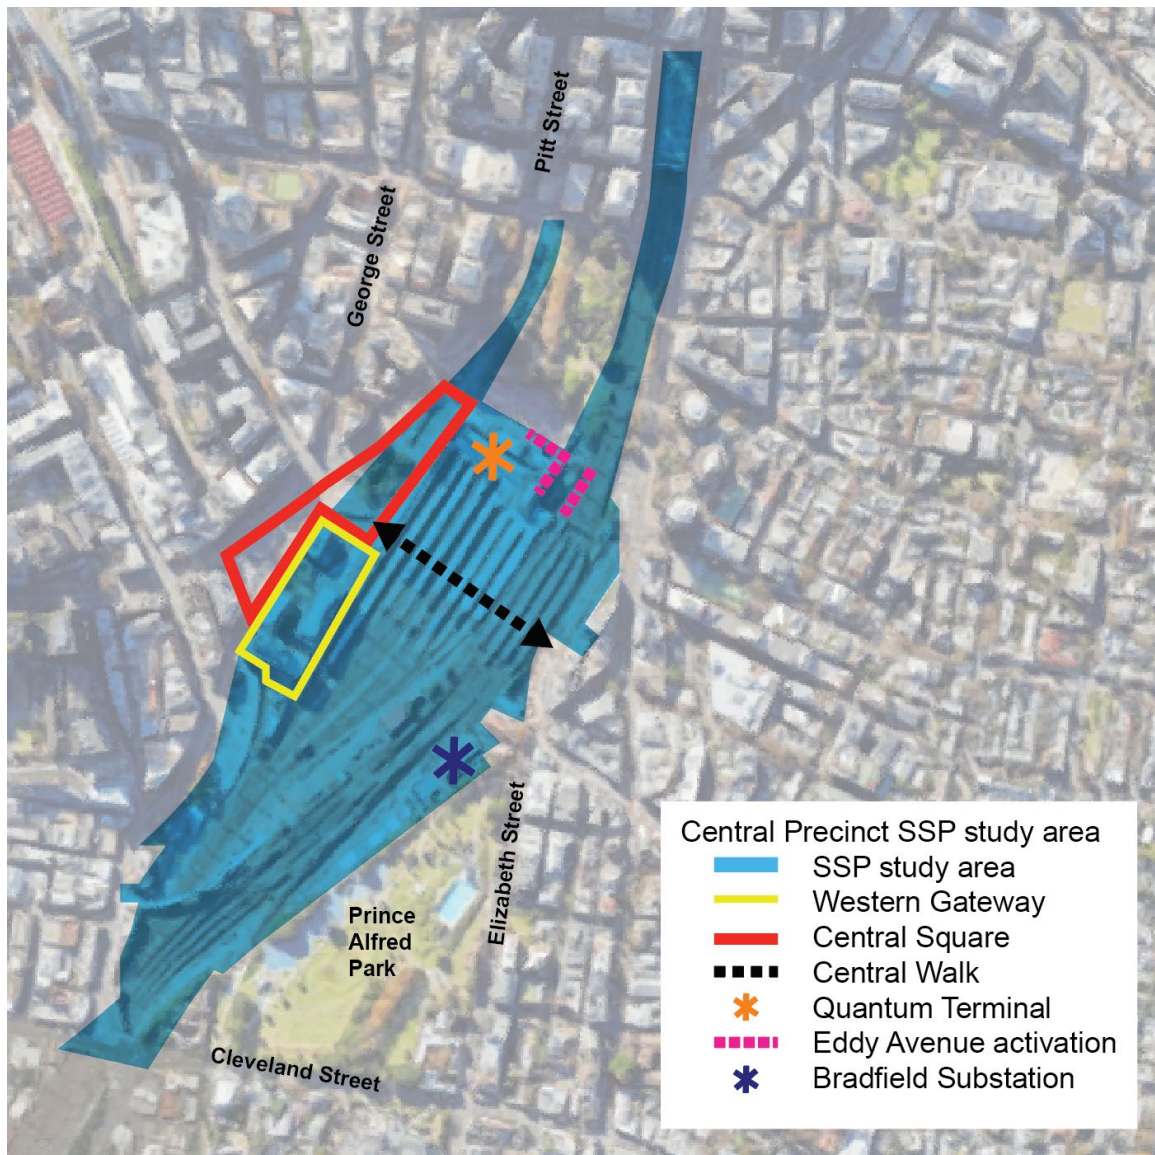 Pitt Street
George Street
Elizabeth Street
Prince
Alfred
Park
Cleveland Street
Central Precinct SSP study area
SSP study area
Western Gateway
Central Square
Central Walk
Quantum Terminal
Eddy Avenue activation
Bradfield Substation